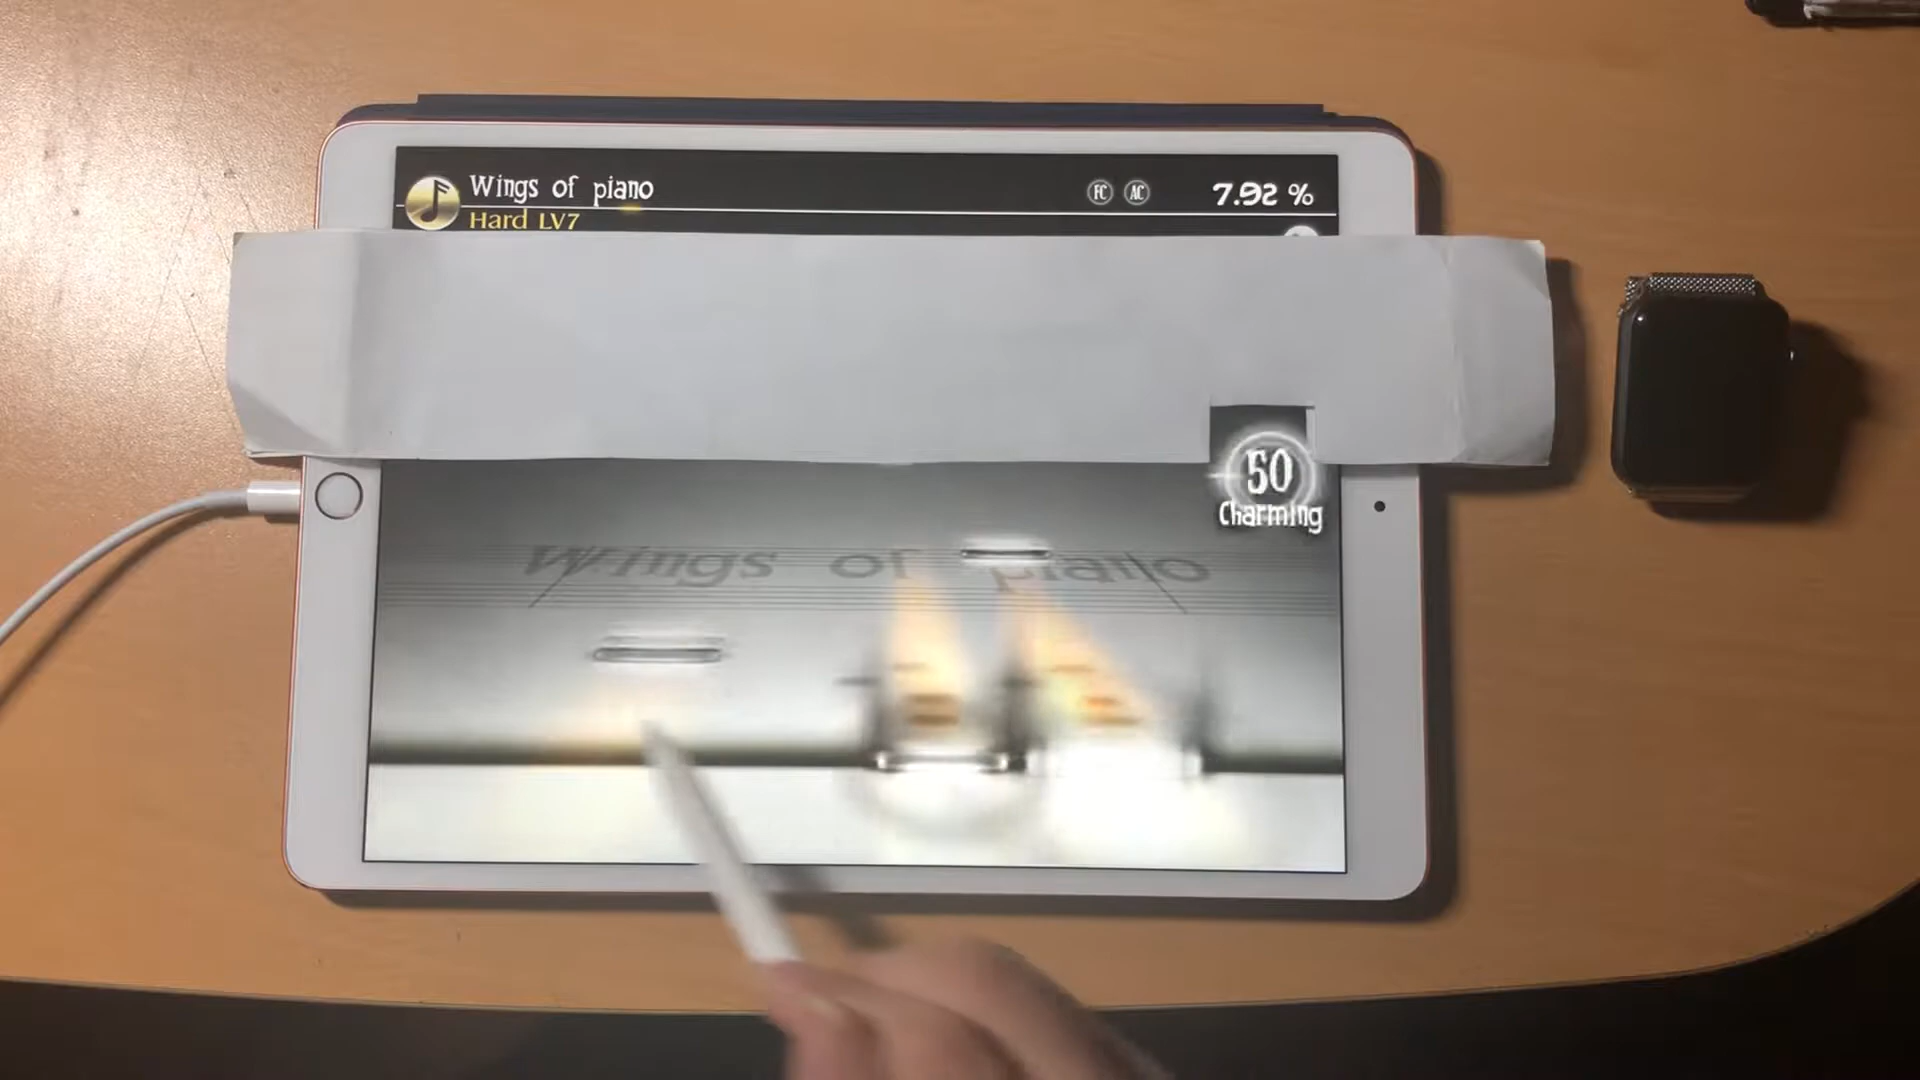 Wings of piano
FC AC
7.92 %
Hard LV7
50
Charming
Wings of piano